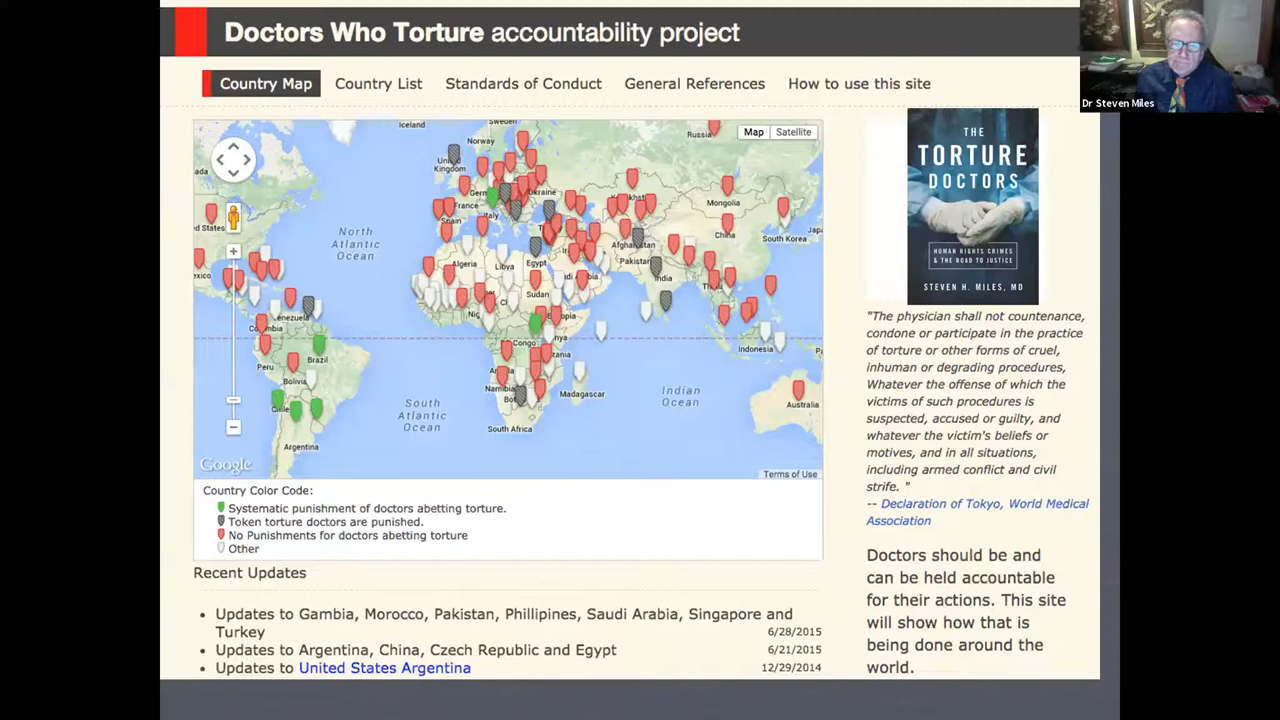 Doctors Who Torture accountability project
Dr Steven Miles
Country Map
Country List
Standards of Conduct
General References
How to use this site
Map
Satellite
Iceland
Sweden
Norway
Russia
United
Kingdom
Ukraine
France
Italy
Spain
Mongolia
China
South Korea
North
Atlantic
Ocean
Algeria
Libya
Egypt
Afghanistan
Pakistan
India
Sudan
Venezuela
Colombia
Congo
Indonesia
Peru
Brazil
Bolivia
Chile
Namibia
Madagascar
Indian
Ocean
South
Atlantic
Ocean
South Africa
Australia
Argentina
Google
Terms of Use
Country Color Code:
Systematic punishment of doctors abetting torture.
Token torture doctors are punished.
No Punishments for doctors abetting torture
Other
Recent Updates
• Updates to Gambia, Morocco, Pakistan, Phillipines, Saudi Arabia, Singapore and
Turkey
6/28/2015
• Updates to Argentina, China, Czech Republic and Egypt
6/21/2015
• Updates to United States Argentina
12/29/2014
THE
TORTURE
DOCTORS
HUMAN RIGHTS CRIMES
& THE ROAD TO JUSTICE
STEVEN H. MILES, MD
"The physician shall not countenance,
condone or participate in the practice
of torture or other forms of cruel,
inhuman or degrading procedures,
Whatever the offense of which the
victims of such procedures is
suspected, accused or guilty, and
whatever the victim's beliefs or
motives, and in all situations,
including armed conflict and civil
strife. "
-- Declaration of Tokyo, World Medical
Association
Doctors should be and
can be held accountable
for their actions. This site
will show how that is
being done around the
world.